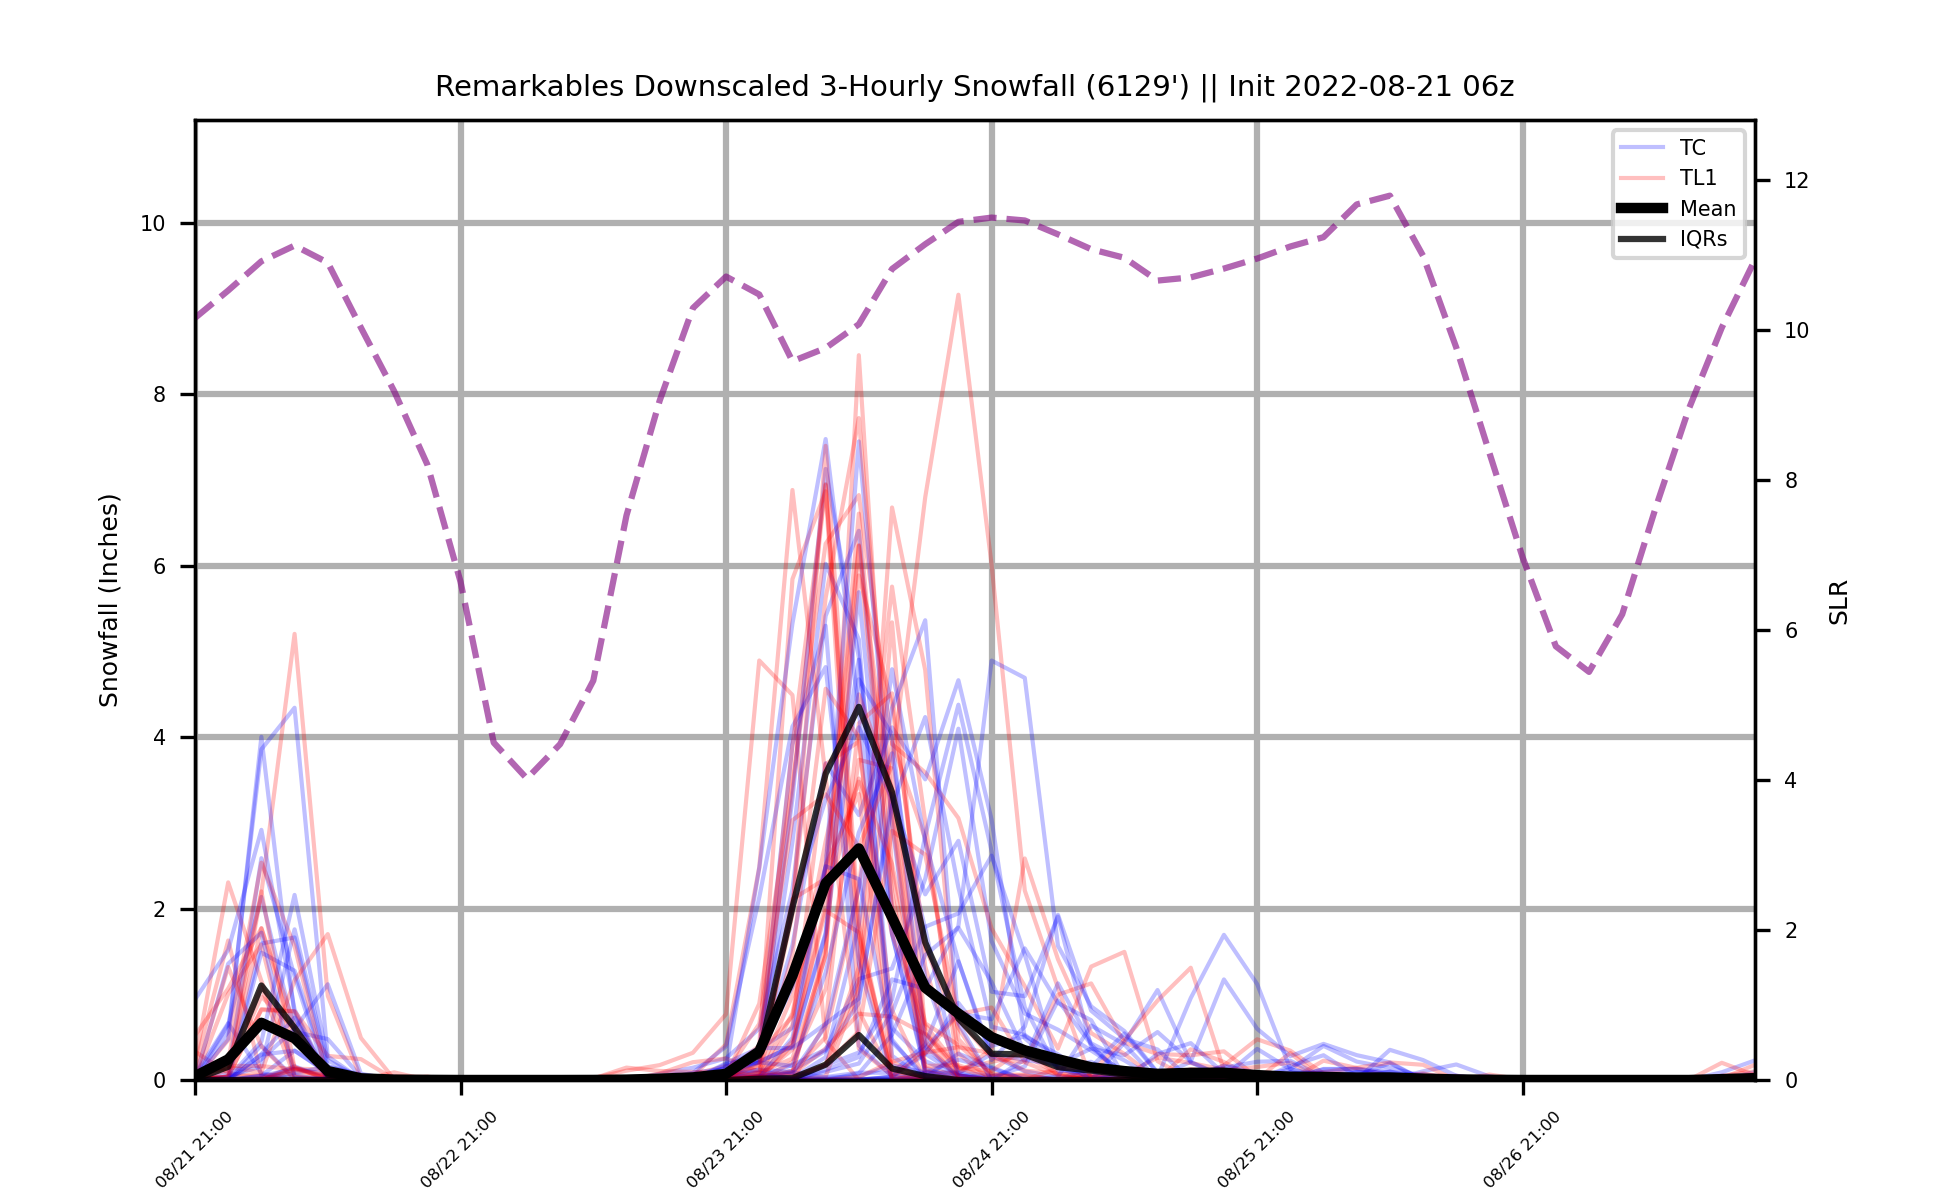 Remarkables Downscaled 3-Hourly Snowfall (6129') || Init 2022-08-21 06z
TC
TL1
Mean
IQRs
10
8
6
4
2
0
Snowfall (Inches)
12
10
8
6
4
2
0
SLR
08/21 21:00
08/22 21:00
08/23 21:00
08/24 21:00
08/25 21:00
08/26 21:00